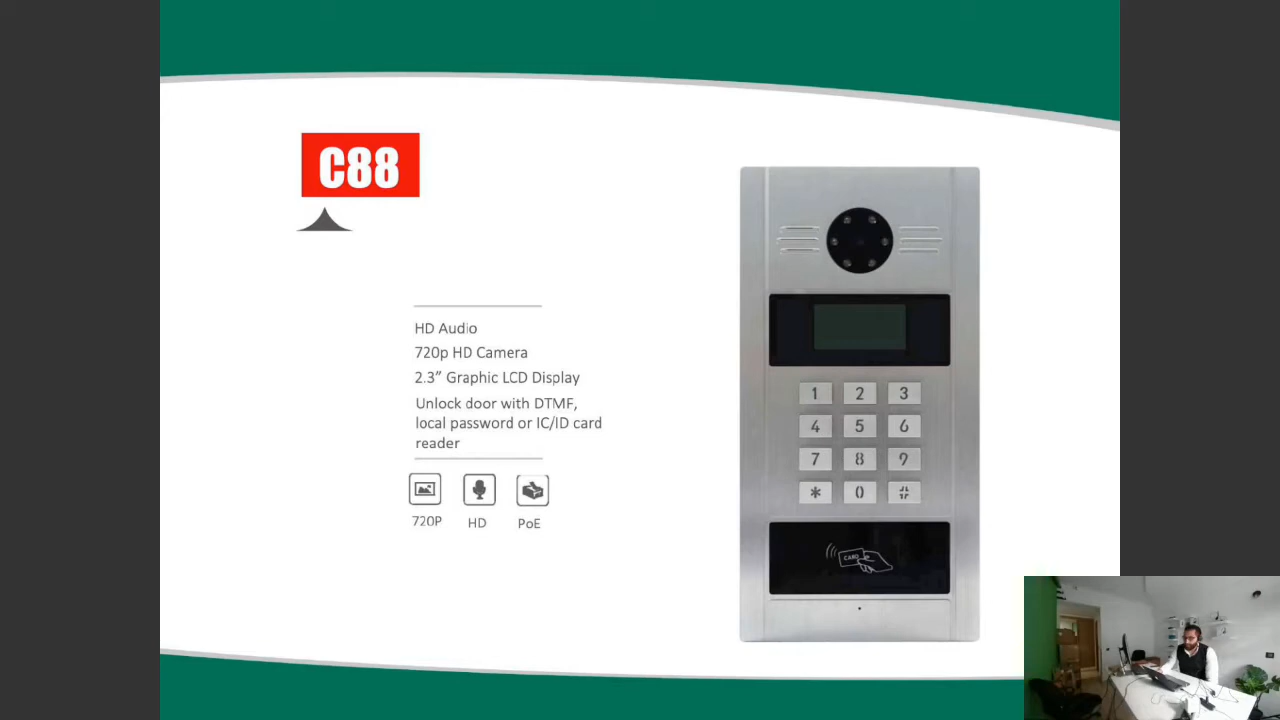 C88
HD Audio
720p HD Camera
2.3” Graphic LCD Display
Unlock door with DTMF,
local password or IC/ID card
reader
720P HD PoE
1 2 3
4 5 6
7 8 9
* 0 #
CARD